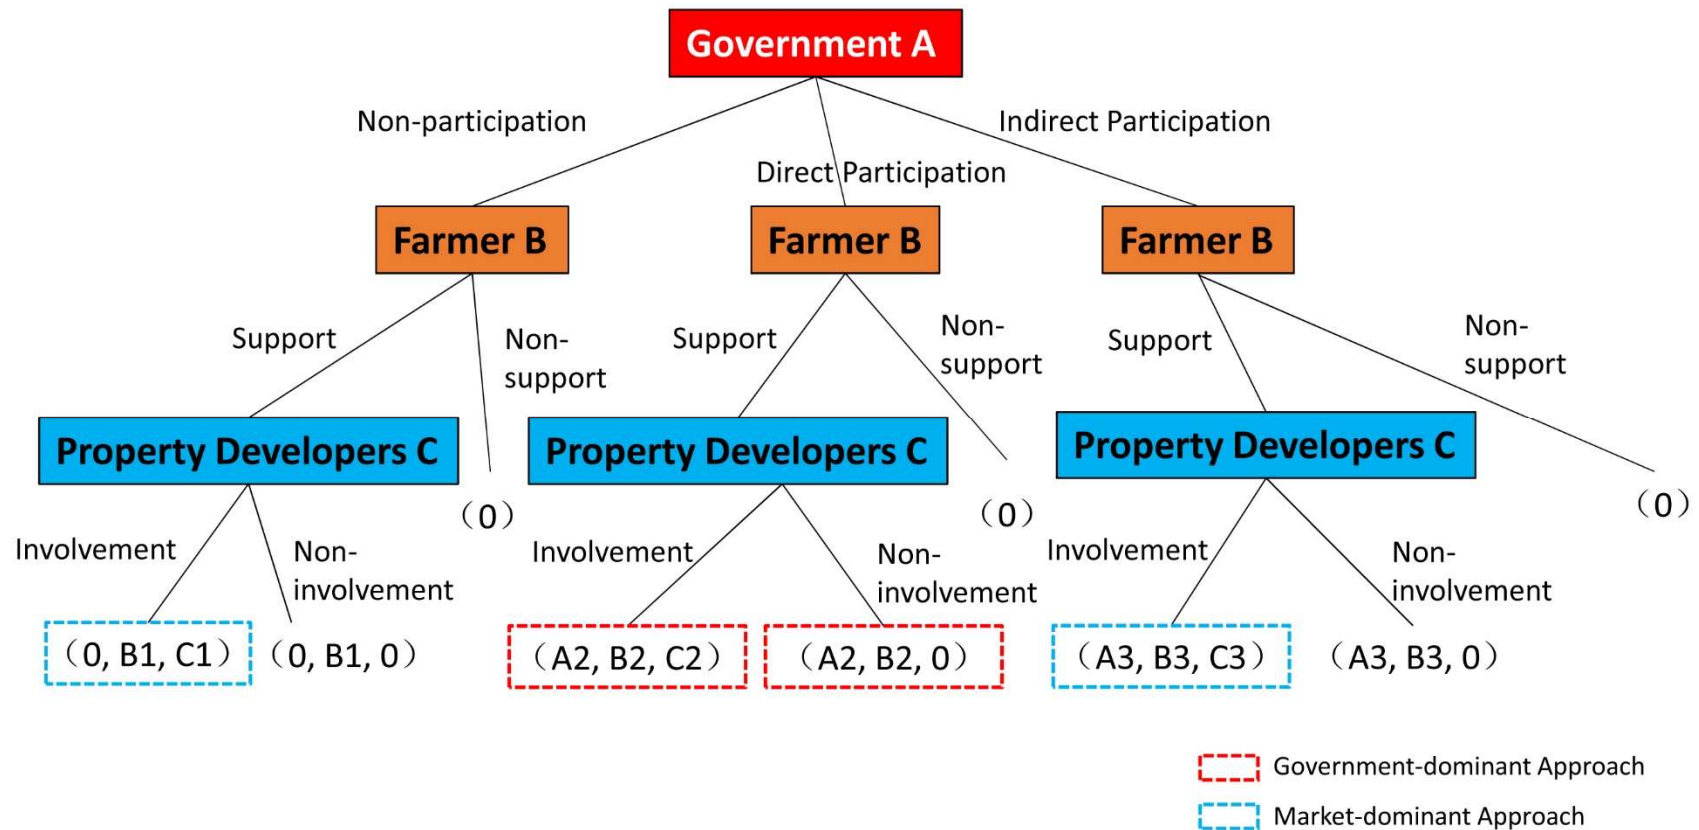 Government A
Non-participation
Indirect Participation
Direct Participation
Farmer B
Farmer B
Farmer B
Support
Non-
support
Support
Non-
support
Support
Non-
support
Property Developers C
Property Developers C
Property Developers C
（0）
（0）
（0）
Involvement
Non-
involvement
Involvement
Non-
involvement
Involvement
Non-
involvement
（0, B1, C1）
（0, B1, 0）
（A2, B2, C2）
（A2, B2, 0）
（A3, B3, C3）
（A3, B3, 0）
Government-dominant Approach
Market-dominant Approach